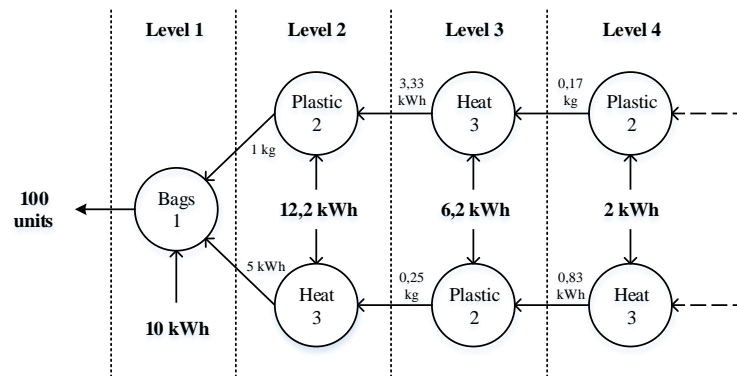 Level 1
Level 2
Level 3
Level 4
Plastic
2
3,33
kWh
Heat
3
0,17
kg
Plastic
2
1 kg
100
units
Bags
1
12,2 kWh
6,2 kWh
2 kWh
5 kWh
10 kWh
Heat
3
0,25
kg
Plastic
2
0,83
kWh
Heat
3